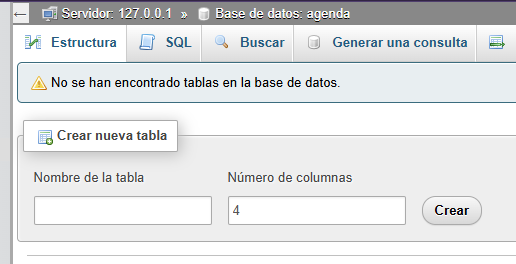 Servidor: 127.0.0.1 » Base de datos: agenda
Estructura SQL Buscar Generar una consulta
No se han encontrado tablas en la base de datos.
Crear nueva tabla
Nombre de la tabla Número de columnas
4 Crear